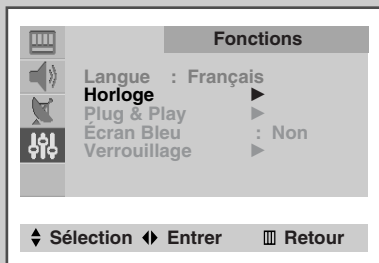 Fonctions
Langue : Français
Horloge ►
Plug & Play ►
Écran Bleu : Non
Verrouillage ►
Sélection Entrer Retour